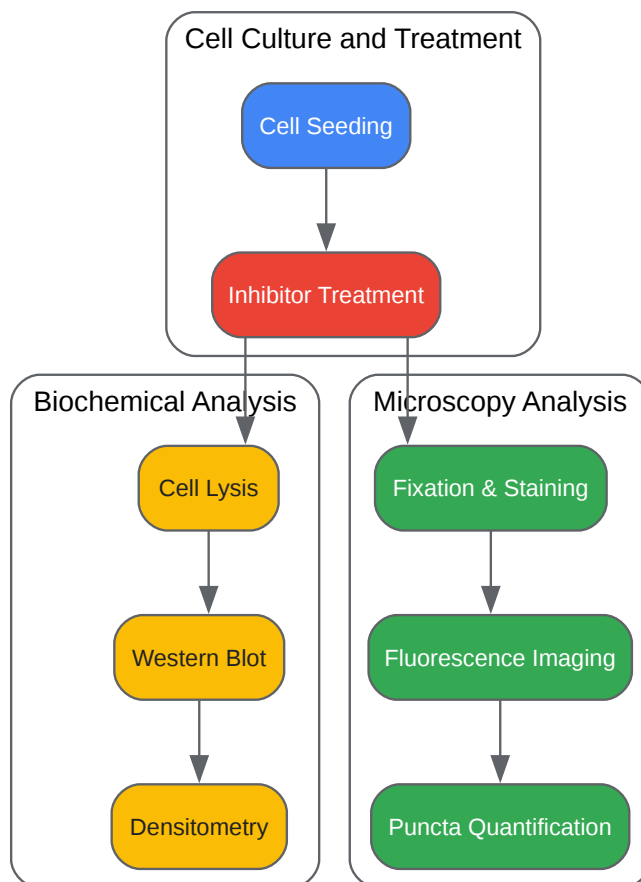 Cell Culture and Treatment
Cell Seeding
Inhibitor Treatment
Biochemical Analysis
Cell Lysis
Western Blot
Densitometry
Microscopy Analysis
Fixation & Staining
Fluorescence Imaging
Puncta Quantification